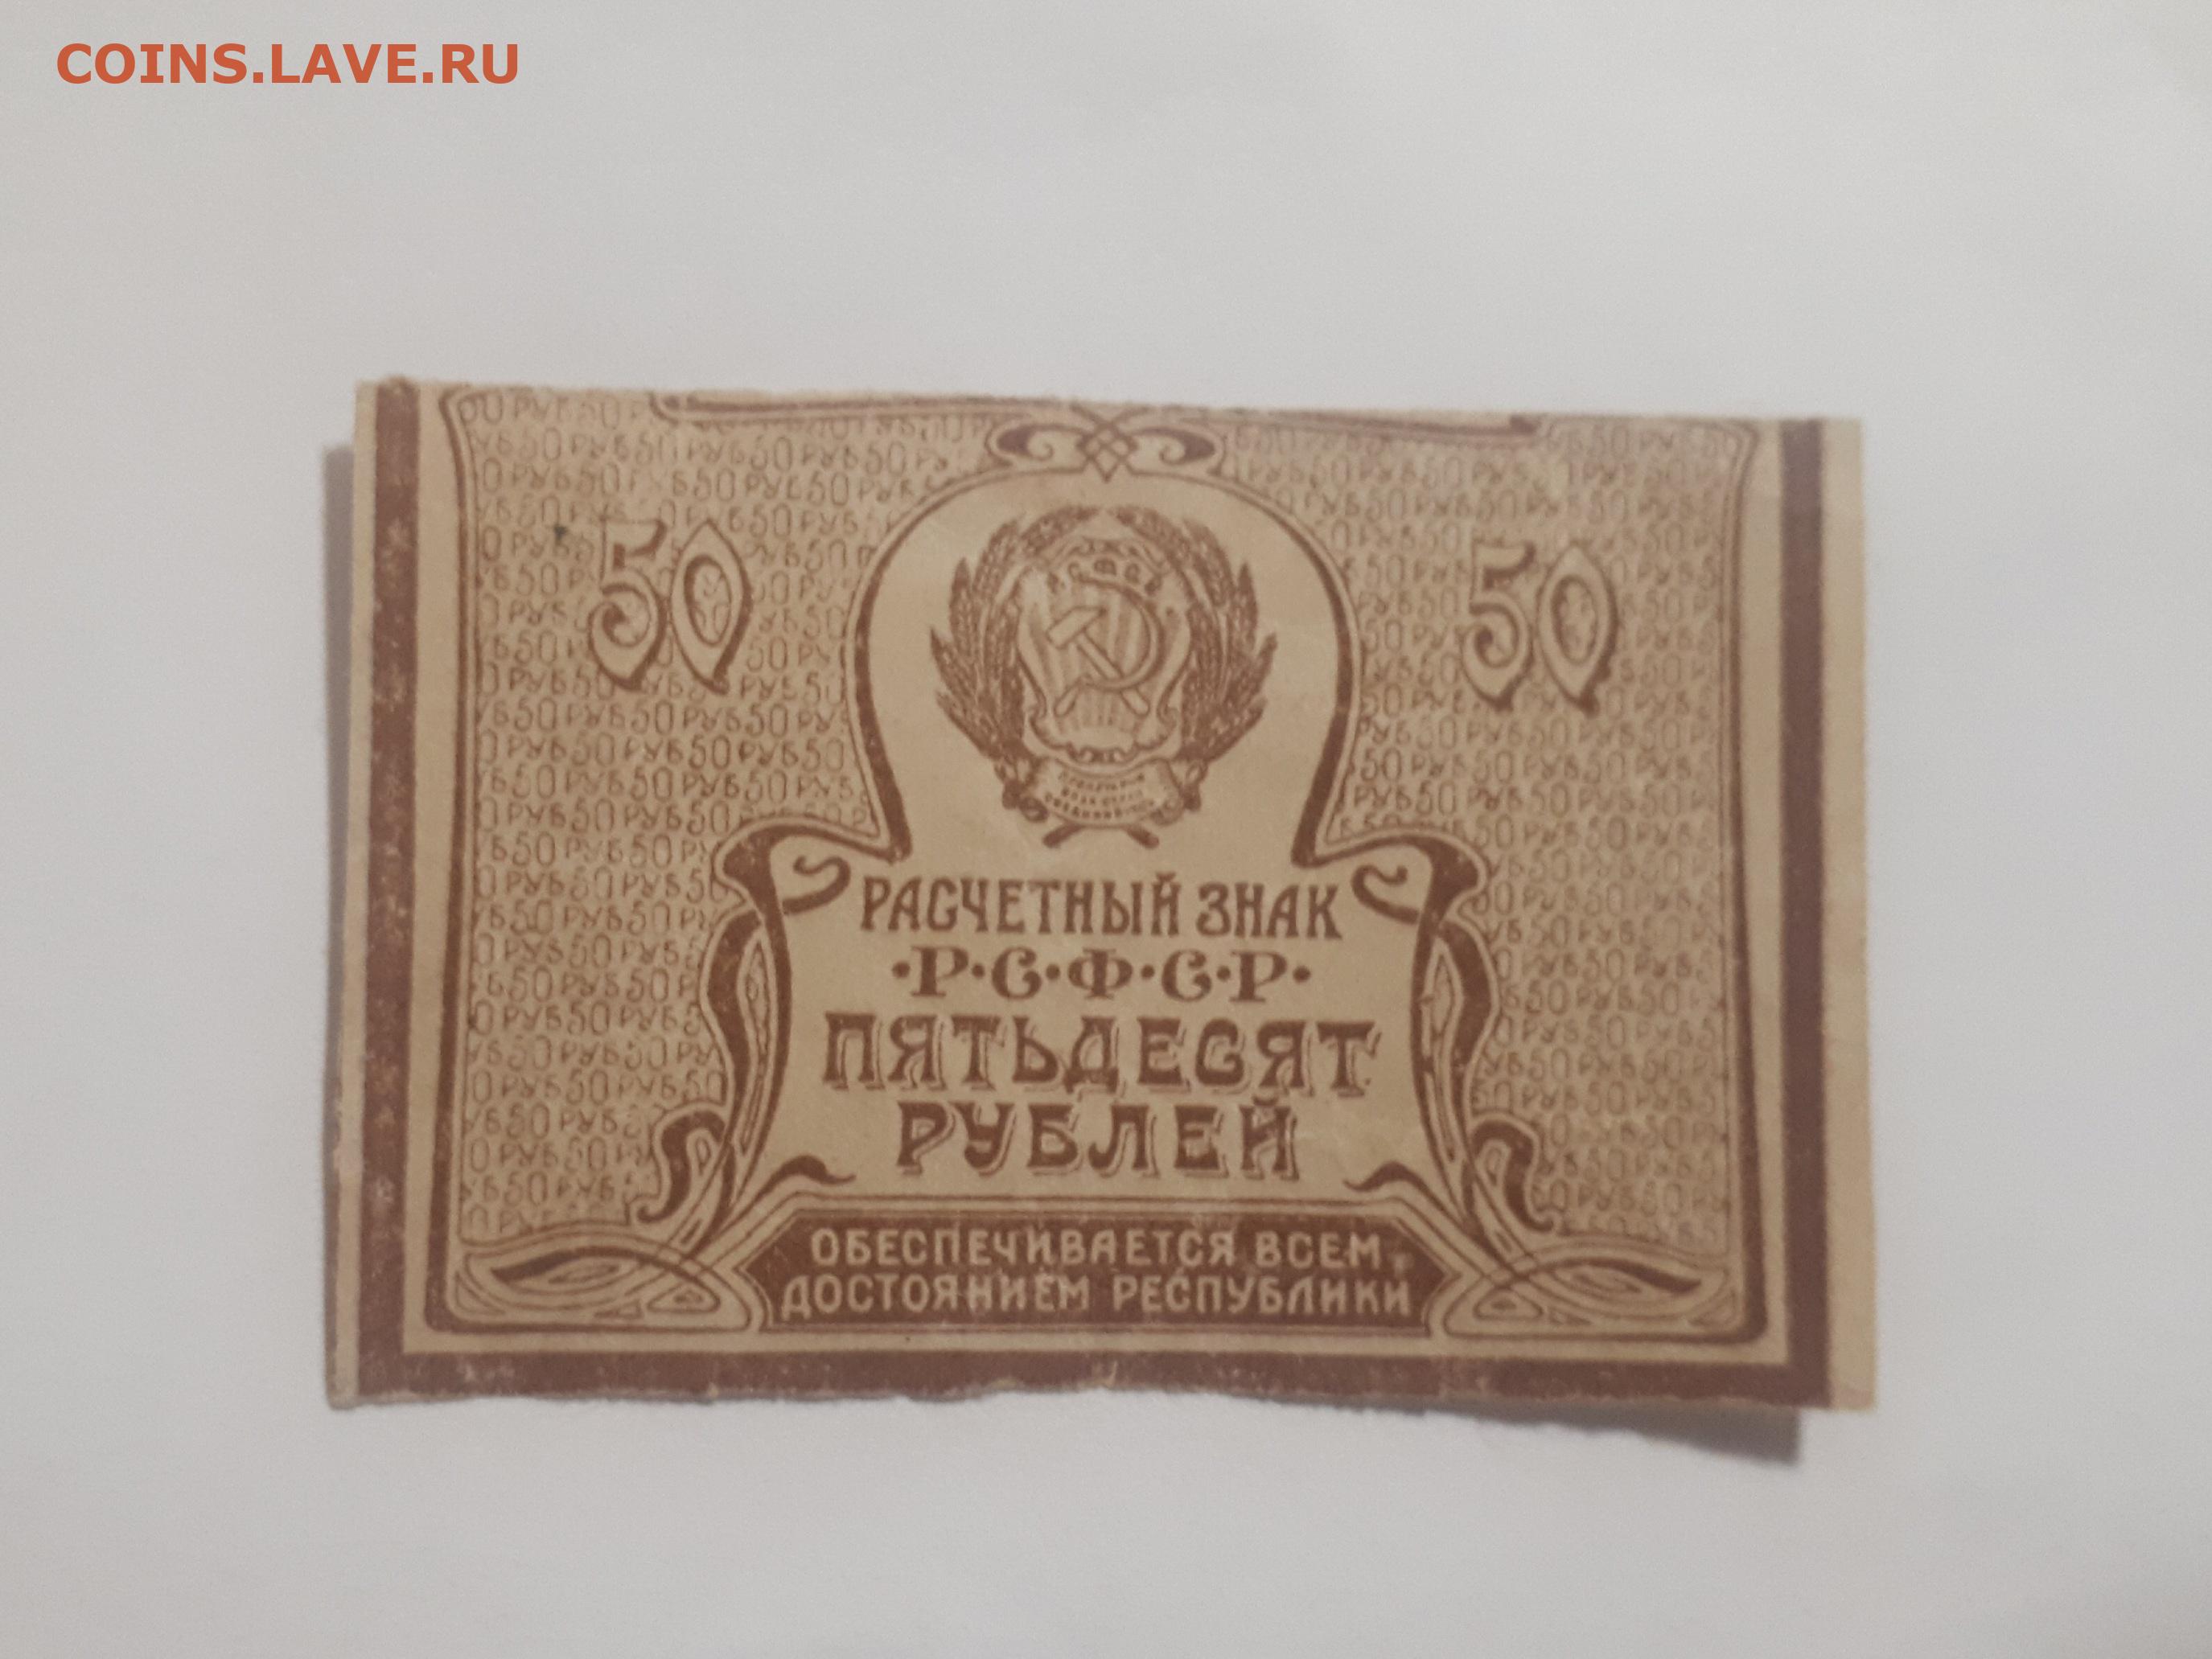 COINS.LAVE.RU
50
50
РАСЧЕТНЫЙ ЗНАК
·Р·С·Ф·С·Р·
ПЯТЬДЕСЯТ
РУБЛЕЙ
ОБЕСПЕЧИВАЕТСЯ ВСЕМ
ДОСТОЯНИЕМ РЕСПУБЛИКИ